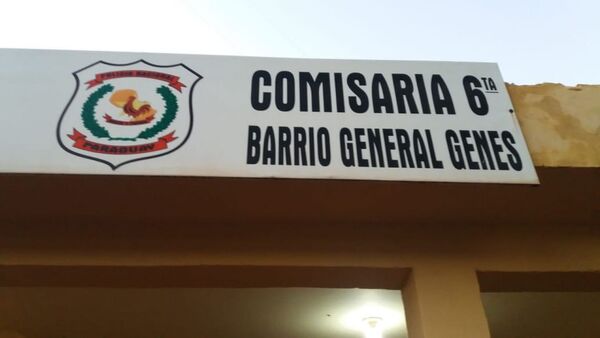 POLICIA NACIONAL
PARAGUAY
COMISARIA 6TA
BARRIO GENERAL GENES